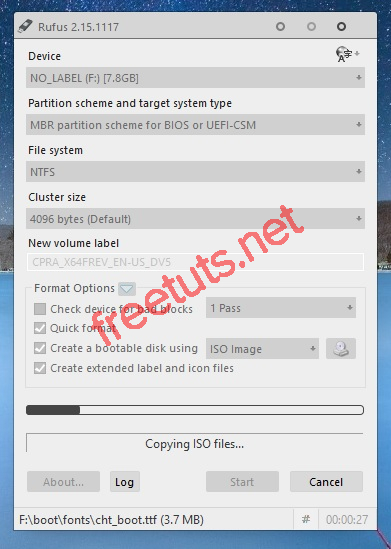 Rufus 2.15.1117
Device
NO_LABEL (F:) [7.8GB]
Partition scheme and target system type
MBR partition scheme for BIOS or UEFI-CSM
File system
NTFS
Cluster size
4096 bytes (Default)
New volume label
CPRA_X64FREV_EN-US_DV5
freetuts.net
Format Options
Check device for bad blocks 1 Pass
Quick format
Create a bootable disk using ISO Image
Create extended label and icon files
Copying ISO files...
About... Log Start Cancel
F:\boot\fonts\cht_boot.ttf (3.7 MB) # 00:00:27